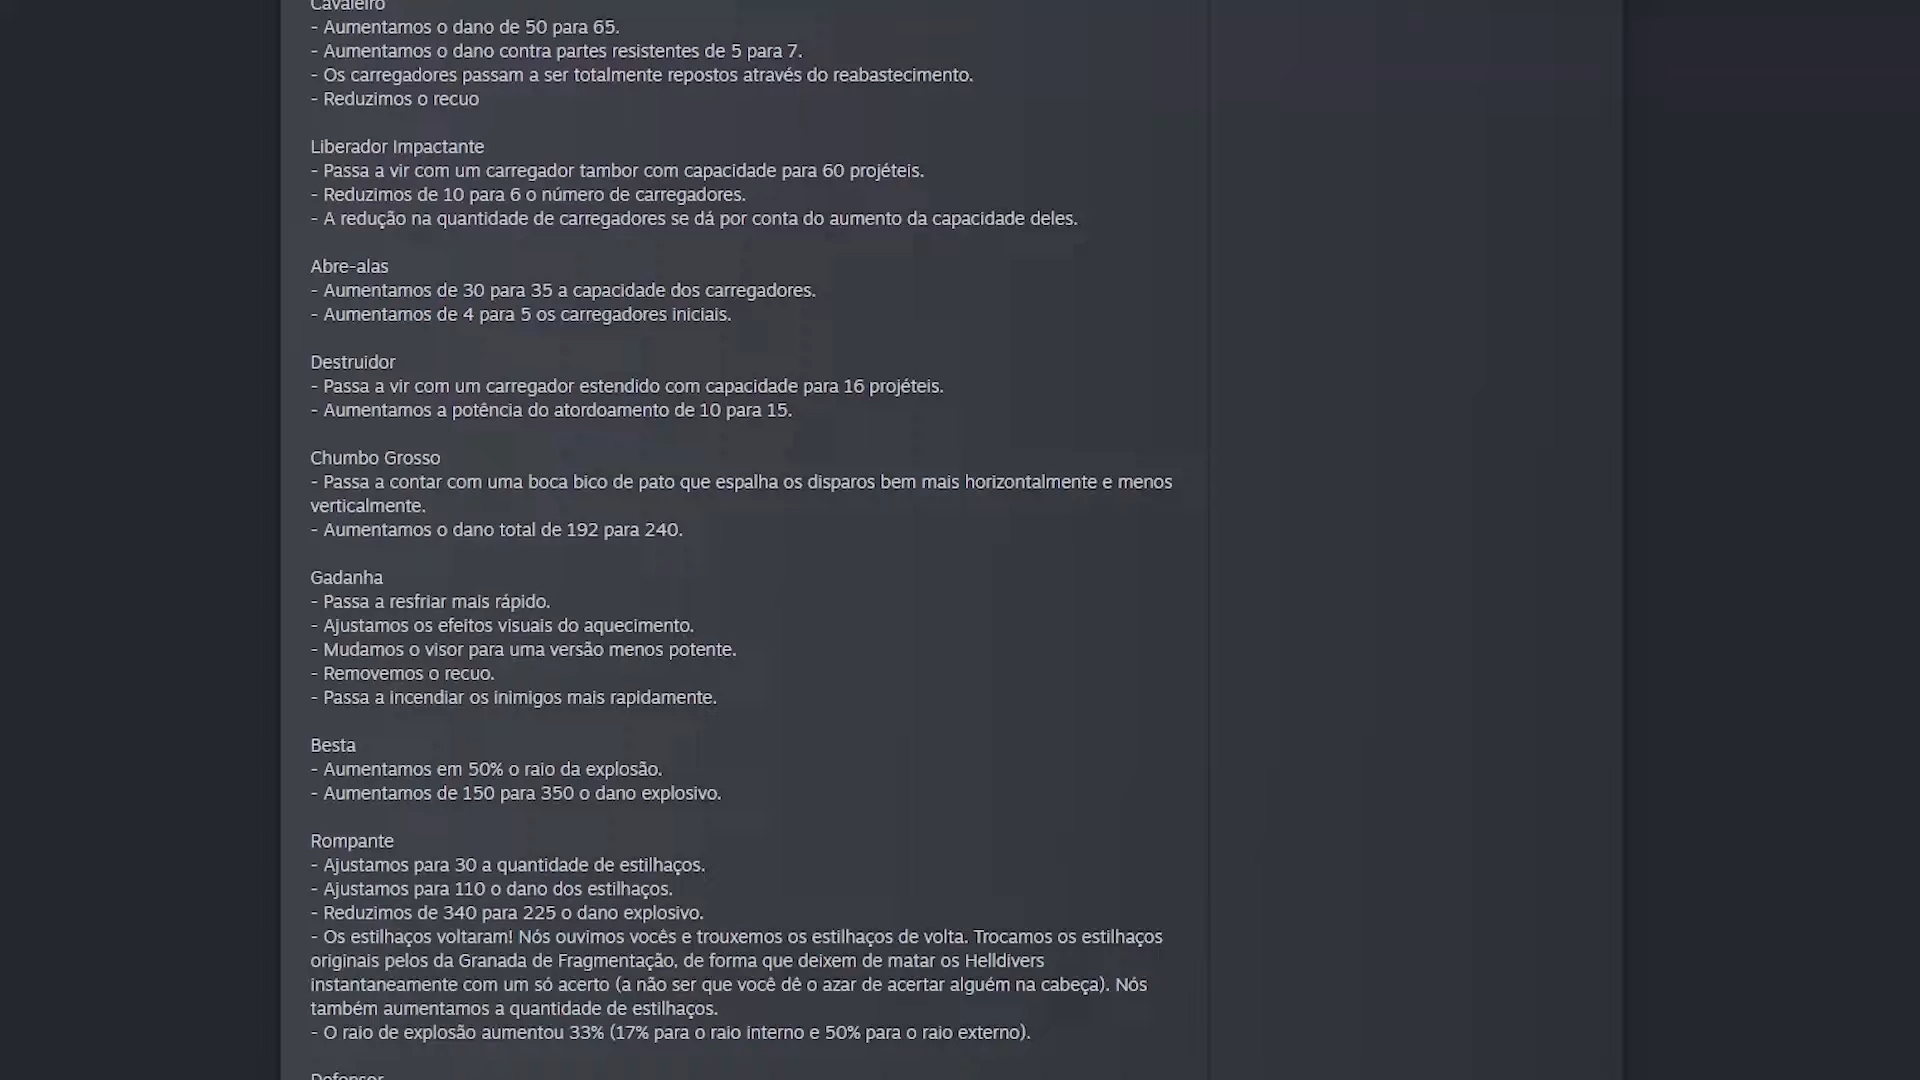 Cavaleiro
- Aumentamos o dano de 50 para 65.
- Aumentamos o dano contra partes resistentes de 5 para 7.
- Os carregadores passam a ser totalmente repostos através do reabastecimento.
- Reduzimos o recuo
Liberador Impactante
- Passa a vir com um carregador tambor com capacidade para 60 projéteis.
- Reduzimos de 10 para 6 o número de carregadores.
- A redução na quantidade de carregadores se dá por conta do aumento da capacidade deles.
Abre-alas
- Aumentamos de 30 para 35 a capacidade dos carregadores.
- Aumentamos de 4 para 5 os carregadores iniciais.
Destruidor
- Passa a vir com um carregador estendido com capacidade para 16 projéteis.
- Aumentamos a potência do atordoamento de 10 para 15.
Chumbo Grosso
- Passa a contar com uma boca bico de pato que espalha os disparos bem mais horizontalmente e menos
verticalmente.
- Aumentamos o dano total de 192 para 240.
Gadanha
- Passa a resfriar mais rápido.
- Ajustamos os efeitos visuais do aquecimento.
- Mudamos o visor para uma versão menos potente.
- Removemos o recuo.
- Passa a incendiar os inimigos mais rapidamente.
Besta
- Aumentamos em 50% o raio da explosão.
- Aumentamos de 150 para 350 o dano explosivo.
Rompante
- Ajustamos para 30 a quantidade de estilhaços.
- Ajustamos para 110 o dano dos estilhaços.
- Reduzimos de 340 para 225 o dano explosivo.
- Os estilhaços voltaram! Nós ouvimos vocês e trouxemos os estilhaços de volta. Trocamos os estilhaços
originais pelos da Granada de Fragmentação, de forma que deixem de matar os Helldivers
instantaneamente com um só acerto (a não ser que você dê o azar de acertar alguém na cabeça). Nós
também aumentamos a quantidade de estilhaços.
- O raio de explosão aumentou 33% (17% para o raio interno e 50% para o raio externo).
Defensor